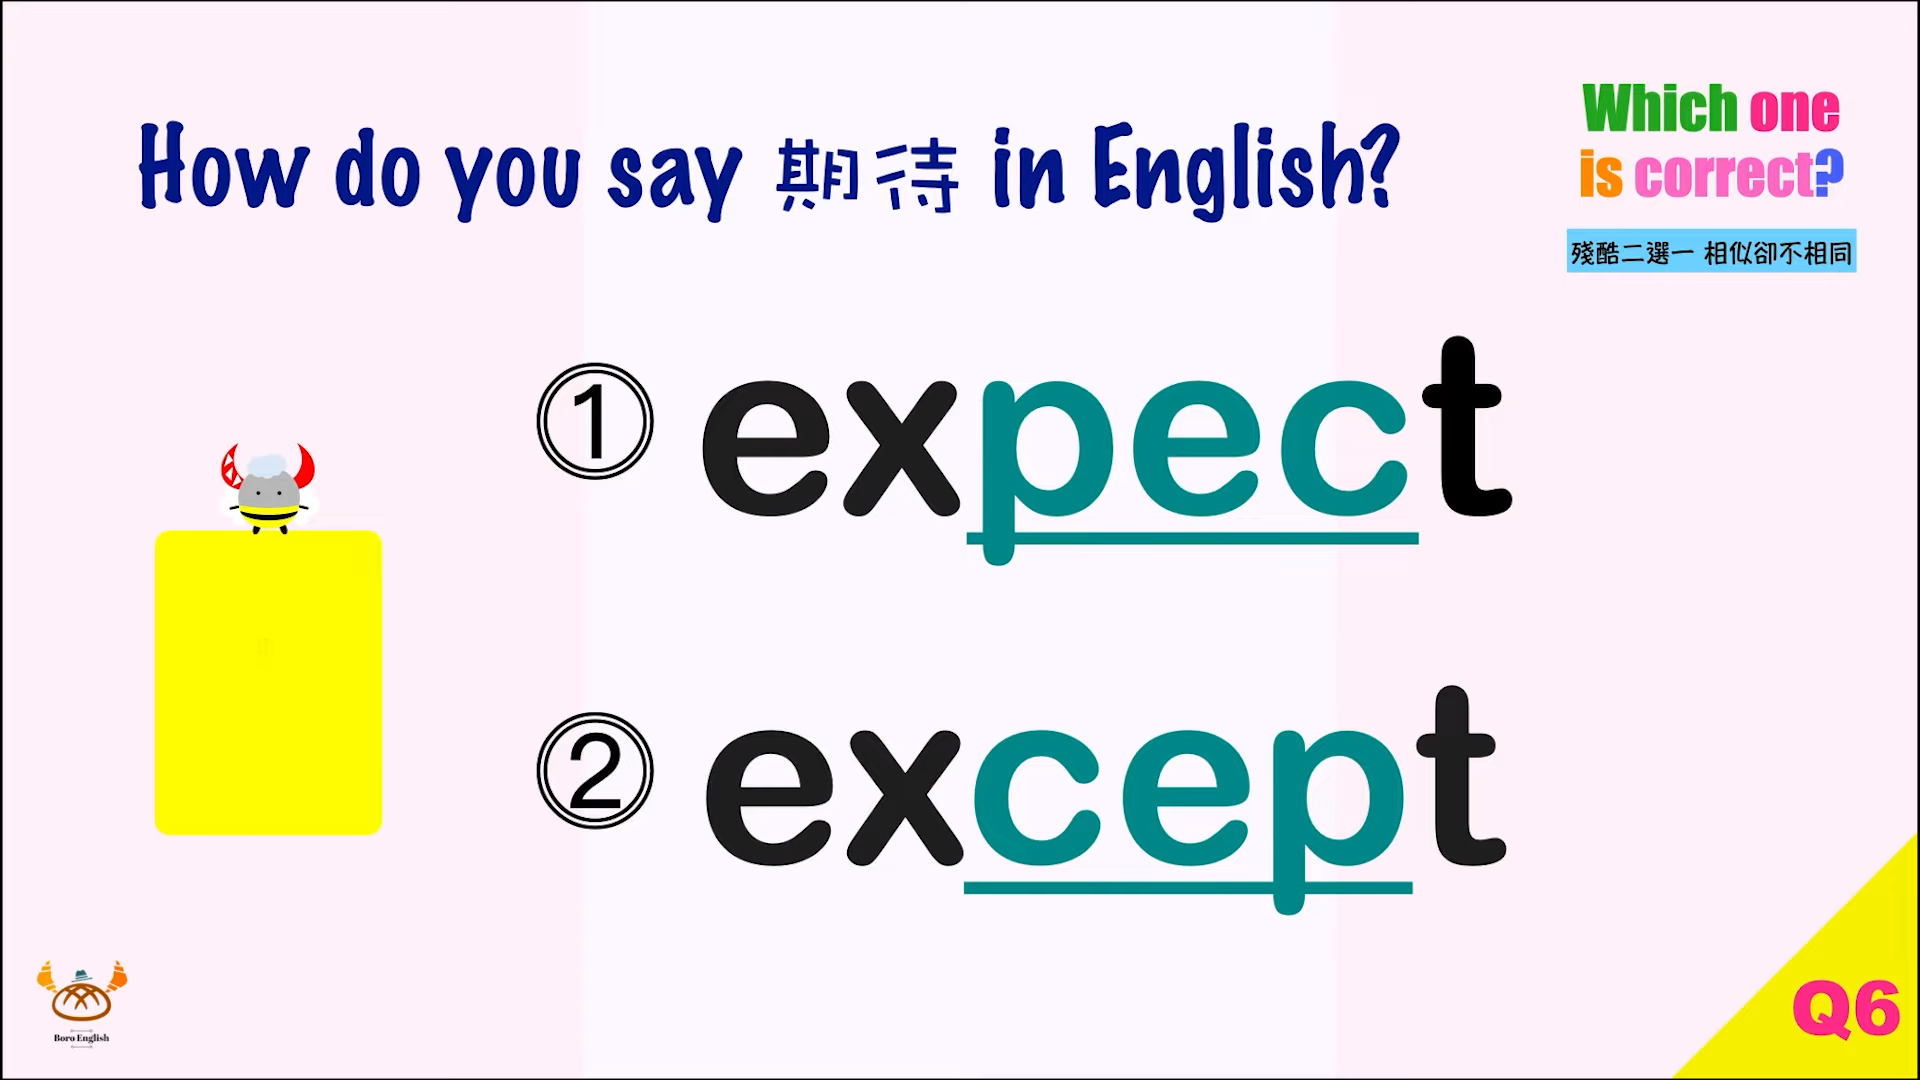 How do you say 期待 in English?
Which one
is correct?
殘酷二選一 相似卻不相同
① expect
② except
Boro English
Q6